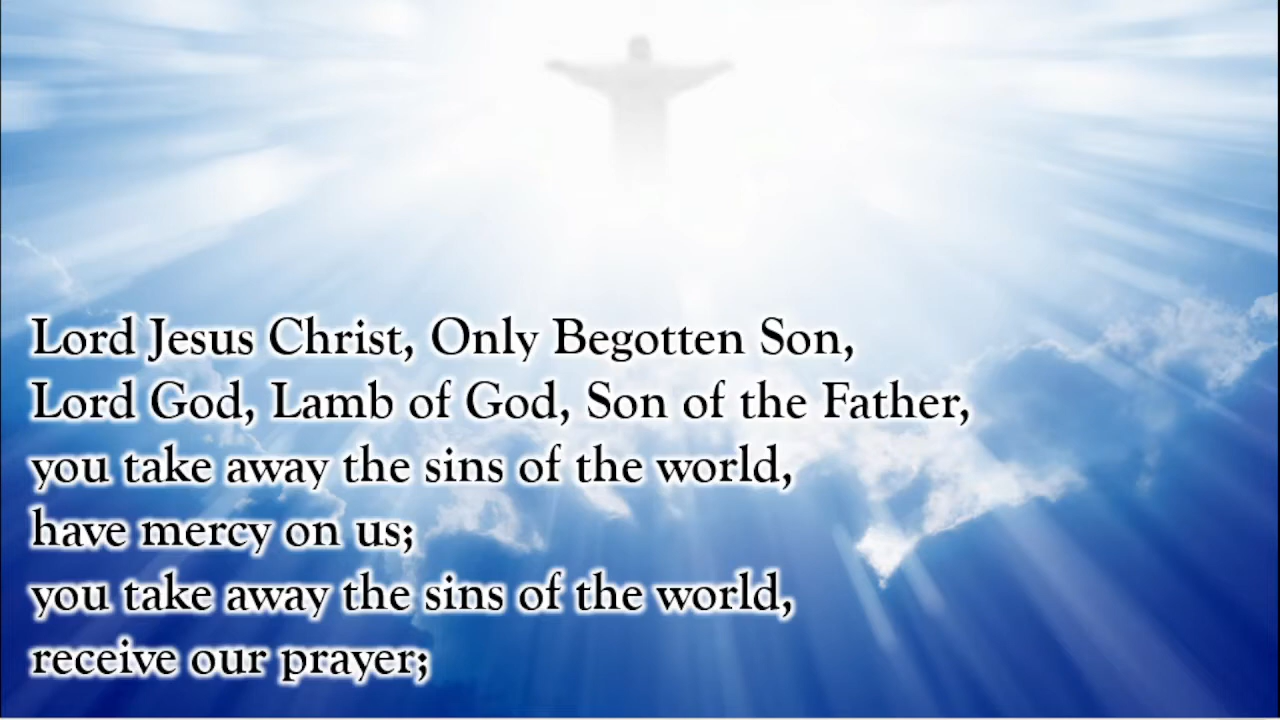 Lord Jesus Christ, Only Begotten Son,
Lord God, Lamb of God, Son of the Father,
you take away the sins of the world,
have mercy on us;
you take away the sins of the world,
receive our prayer;